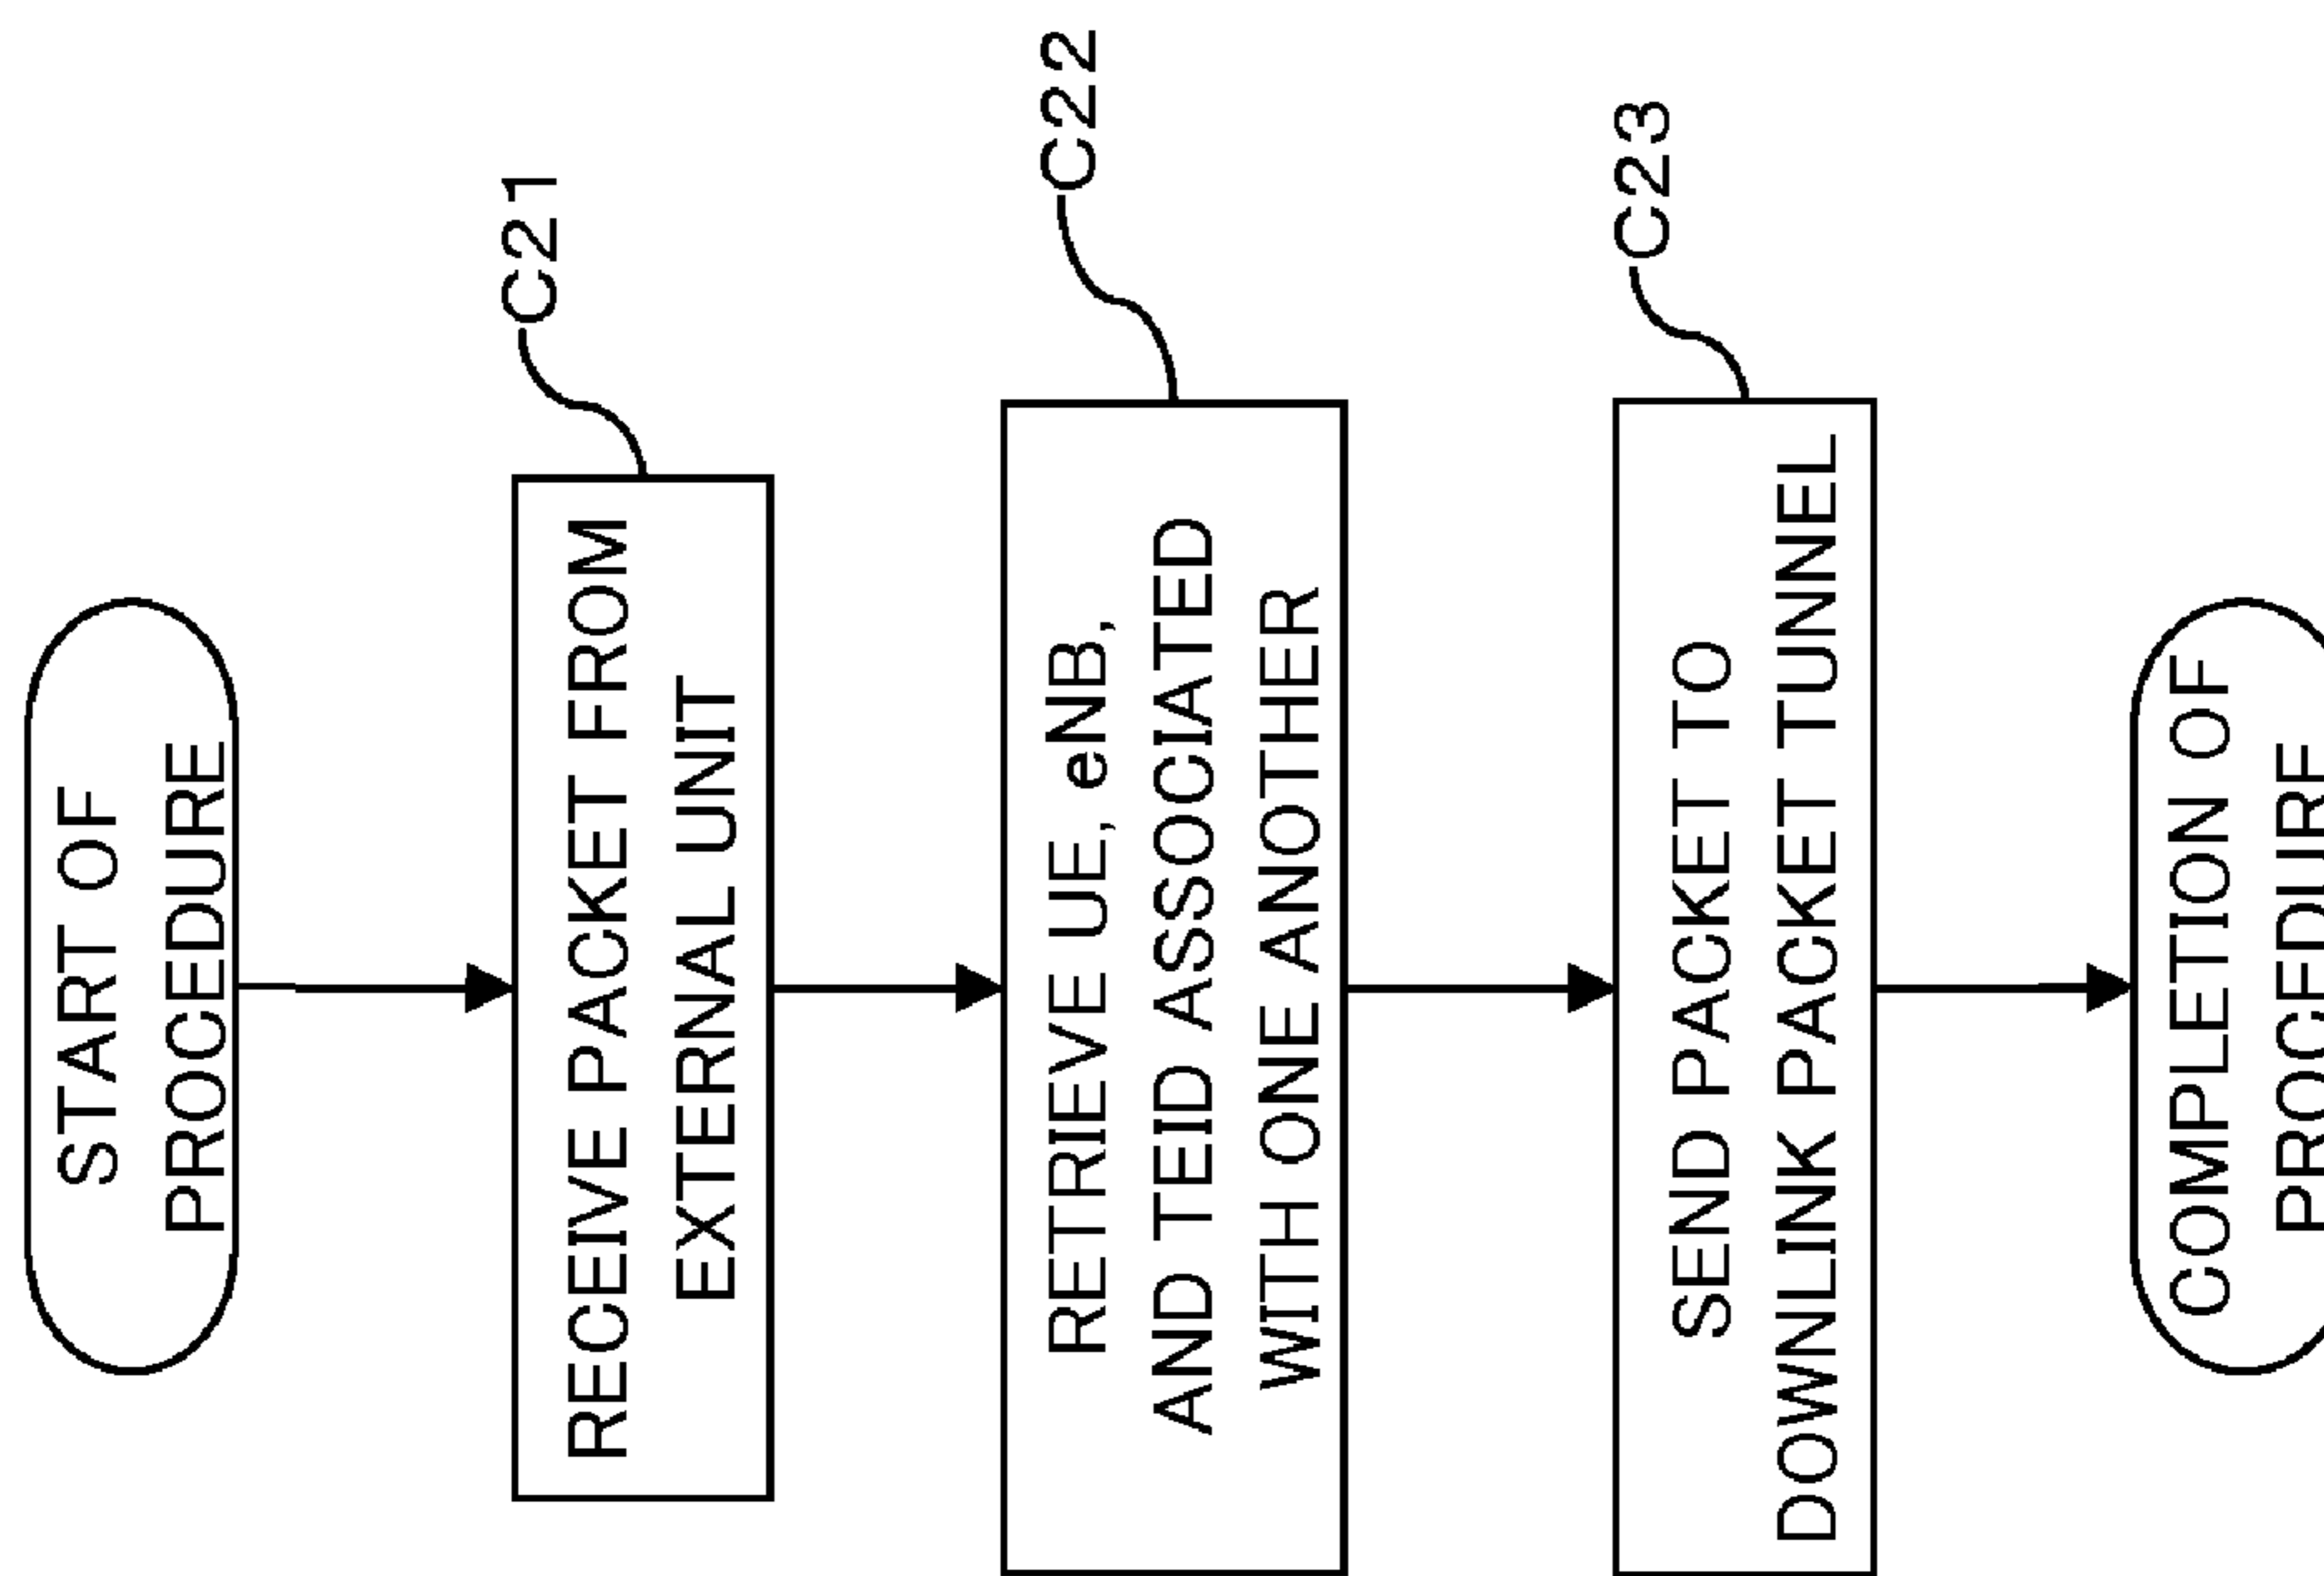 START OF
PROCEDURE
C21
RECEIVE PACKET FROM
EXTERNAL UNIT
C22
RETRIEVE UE, eNB,
AND TEID ASSOCIATED
WITH ONE ANOTHER
C23
SEND PACKET TO
DOWNLINK PACKET TUNNEL
COMPLETION OF
PROCEDURE